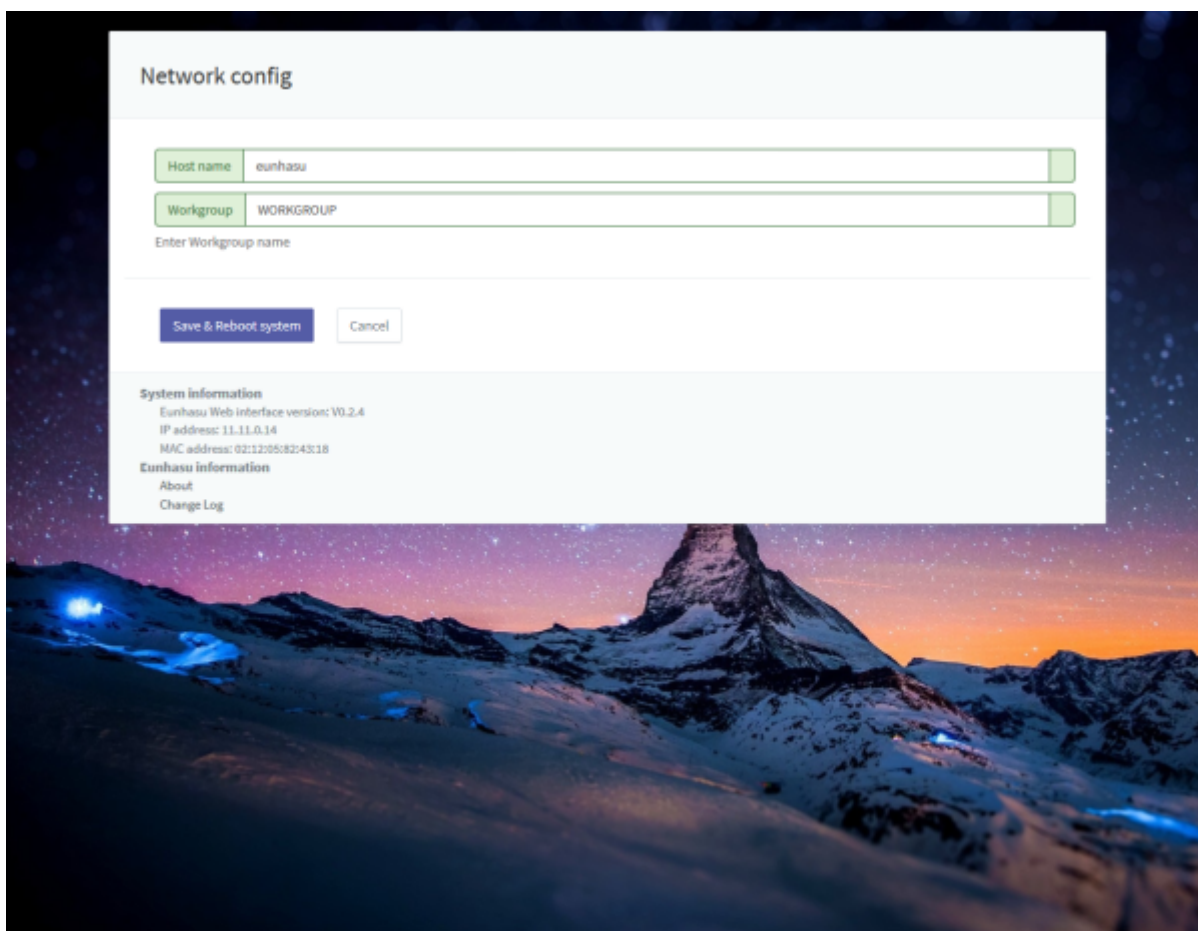 Network config
Host name eunhasu
Workgroup WORKGROUP
Enter Workgroup name
Save & Reboot system Cancel
System information
Eunhasu Web interface version: V0.2.4
IP address: 11.11.0.14
MAC address: 02:12:05:82:43:18
Eunhasu information
About
Change Log